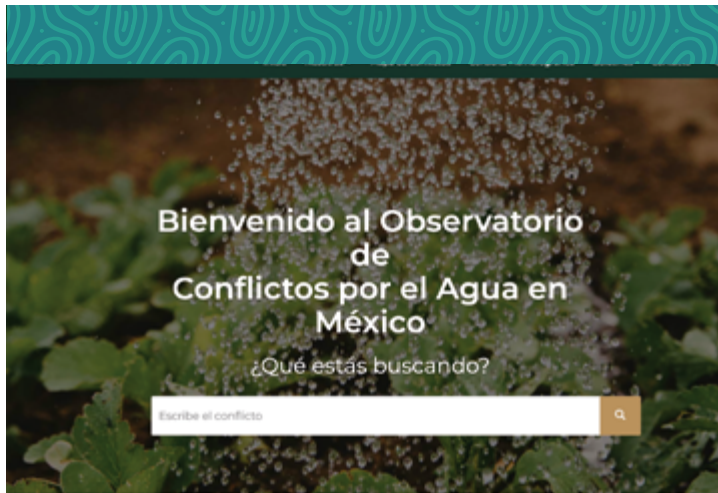 Bienvenido al Observatorio
de
Conflictos por el Agua en
México
¿Qué estás buscando?
Escribe el conflicto